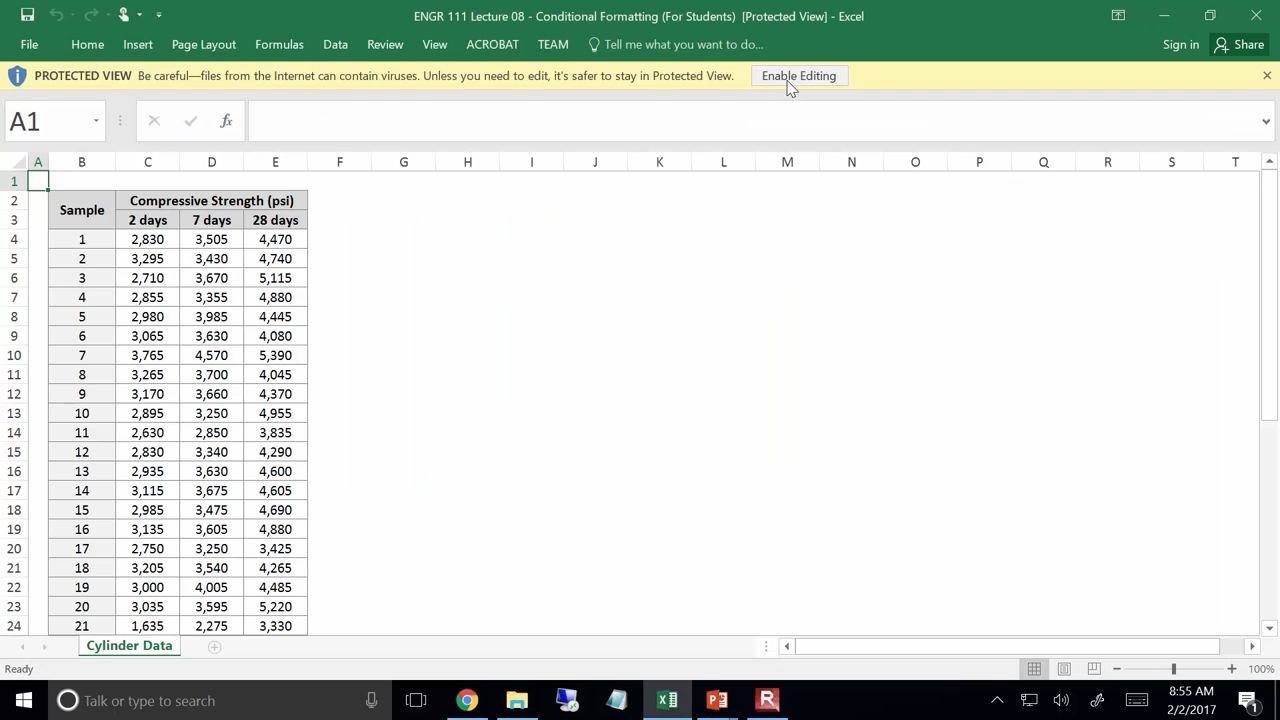 ENGR 111 Lecture 08 - Conditional Formatting (For Students) [Protected View] - Excel
File Home Insert Page Layout Formulas Data Review View ACROBAT TEAM Tell me what you want to do... Sign in Share
PROTECTED VIEW Be careful—files from the Internet can contain viruses. Unless you need to edit, it's safer to stay in Protected View. Enable Editing
A1 fx
A B C D E F G H I J K L M N O P Q R S T
1
2 Sample Compressive Strength (psi)
3 2 days 7 days 28 days
4 1 2,830 3,505 4,470
5 2 3,295 3,430 4,740
6 3 2,710 3,670 5,115
7 4 2,855 3,355 4,880
8 5 2,980 3,985 4,445
9 6 3,065 3,630 4,080
10 7 3,765 4,570 5,390
11 8 3,265 3,700 4,045
12 9 3,170 3,660 4,370
13 10 2,895 3,250 4,955
14 11 2,630 2,850 3,835
15 12 2,830 3,340 4,290
16 13 2,935 3,630 4,600
17 14 3,115 3,675 4,605
18 15 2,985 3,475 4,690
19 16 3,135 3,605 4,880
20 17 2,750 3,250 3,425
21 18 3,205 3,540 4,265
22 19 3,000 4,005 4,485
23 20 3,035 3,595 5,220
24 21 1,635 2,275 3,330
Cylinder Data
Ready 100%
Talk or type to search 8:55 AM
2/2/2017 1